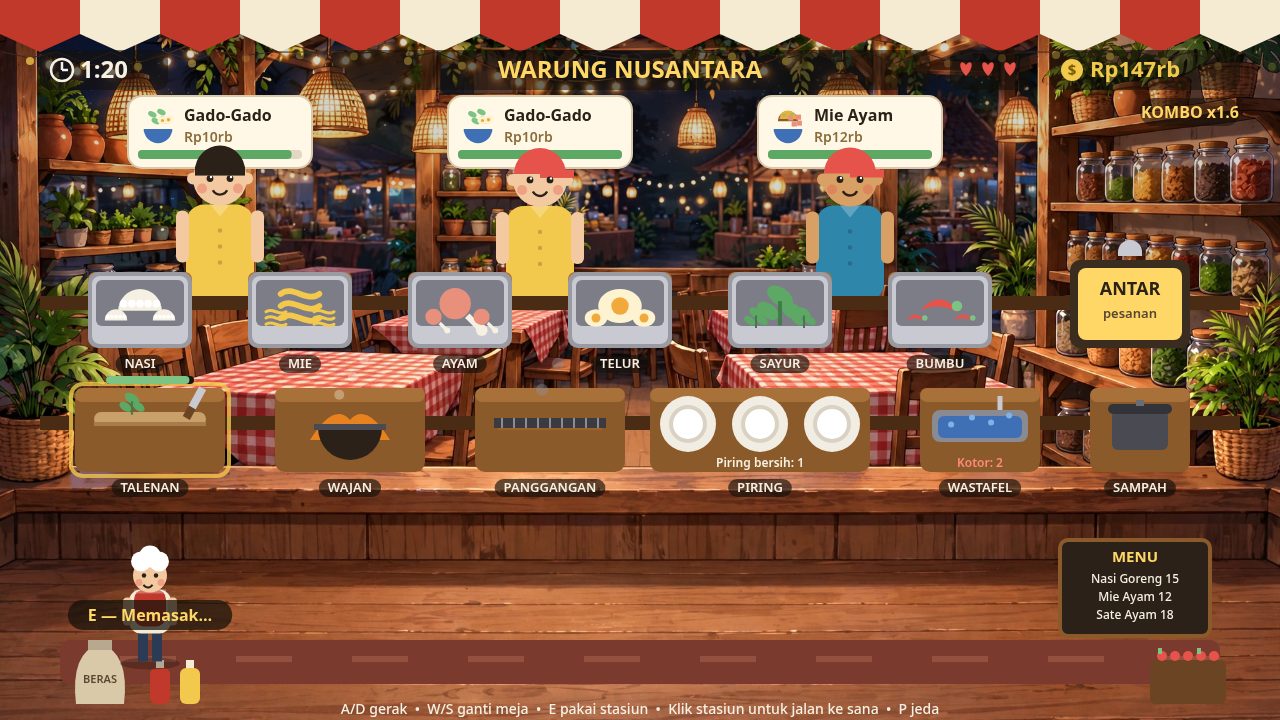 1:20
WARUNG NUSANTARA
$ Rp147rb
KOMBO x1.6
Gado-Gado
Rp10rb
Gado-Gado
Rp10rb
Mie Ayam
Rp12rb
ANTAR
pesanan
NASI
MIE
AYAM
TELUR
SAYUR
BUMBU
Piring bersih: 1
Kotor: 2
TALENAN
WAJAN
PANGGANGAN
PIRING
WASTAFEL
SAMPAH
E — Memasak...
BERAS
MENU
Nasi Goreng 15
Mie Ayam 12
Sate Ayam 18
A/D gerak • W/S ganti meja • E pakai stasiun • Klik stasiun untuk jalan ke sana • P jeda